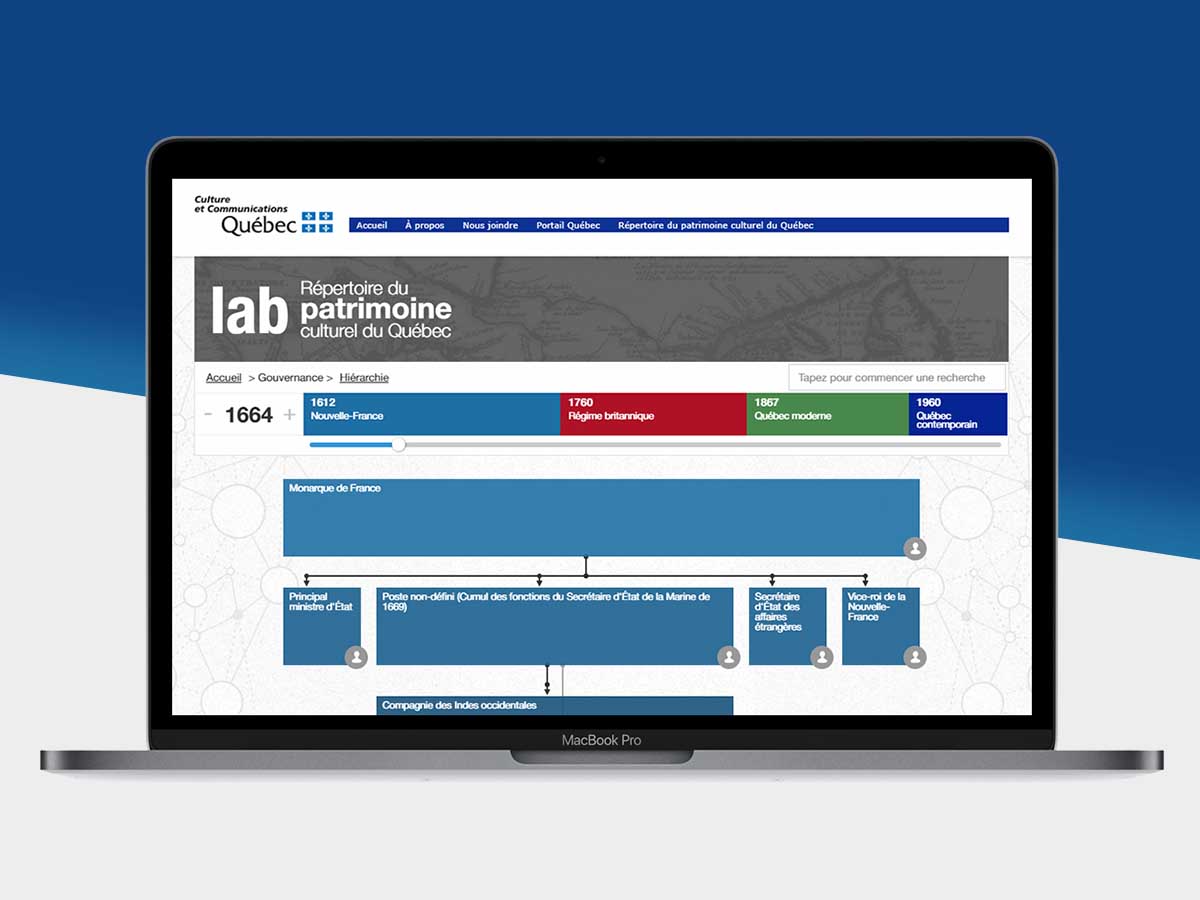 Culture
et Communications
Québec
Accueil À propos Nous joindre Portail Québec Répertoire du patrimoine culturel du Québec
lab
Répertoire du
patrimoine
culturel du Québec
Accueil > Gouvernance > Hiérarchie
Tapez pour commencer une recherche
- 1664 +
1612
Nouvelle-France
1760
Régime britannique
1867
Québec moderne
1960
Québec
contemporain
Monarque de France
Principal
ministre d'État
Poste non-défini (Cumul des fonctions du Secrétaire d'État de la Marine de
1669)
Secrétaire
d'État des
affaires
étrangères
Vice-roi de la
Nouvelle-
France
Compagnie des Indes occidentales
MacBook Pro